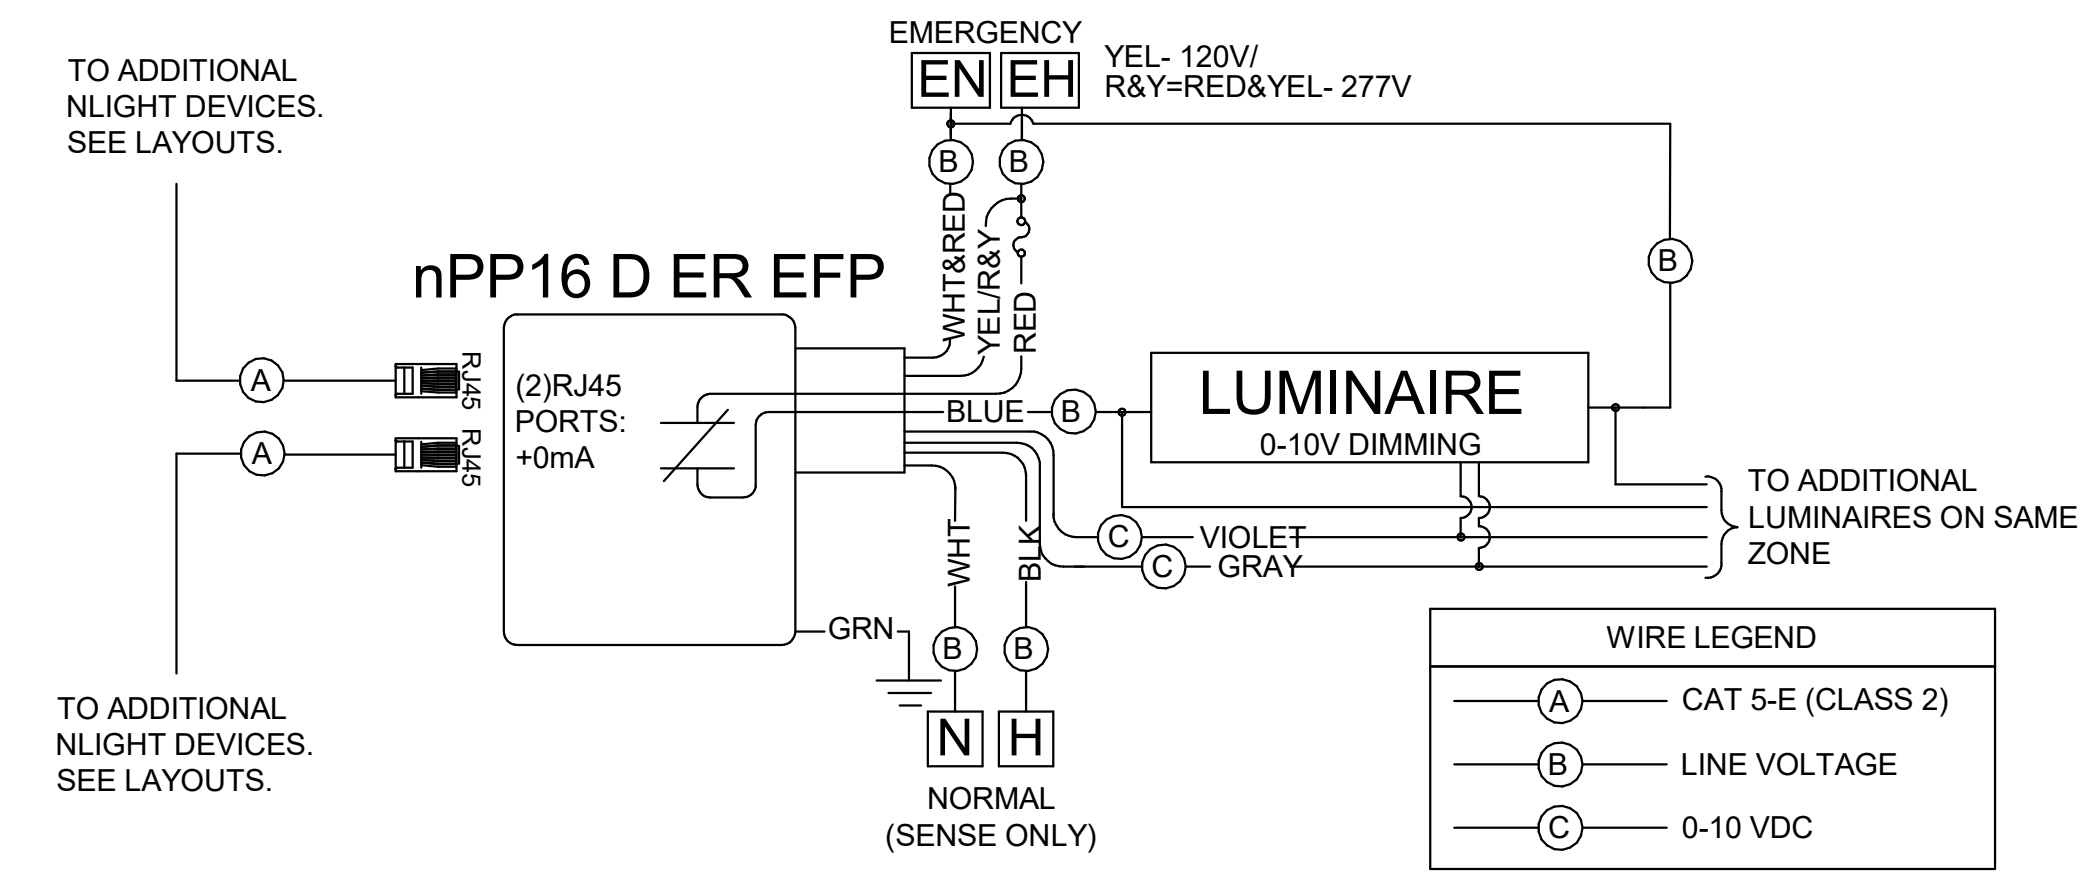 EMERGENCY
EN EH
YEL- 120V/
R&Y=RED&YEL- 277V
TO ADDITIONAL
NLIGHT DEVICES.
SEE LAYOUTS.
B
B
WHT&RED
YEL/R&Y
RED
B
nPP16 D ER EFP
A
RJ45
A
RJ45
(2)RJ45
PORTS:
+0mA
BLUE
B
LUMINAIRE
0-10V DIMMING
TO ADDITIONAL
LUMINAIRES ON SAME
ZONE
C
VIOLET
C
GRAY
WHT
BLK
GRN
B
B
N
H
NORMAL
(SENSE ONLY)
TO ADDITIONAL
NLIGHT DEVICES.
SEE LAYOUTS.
WIRE LEGEND
A CAT 5-E (CLASS 2)
B LINE VOLTAGE
C 0-10 VDC